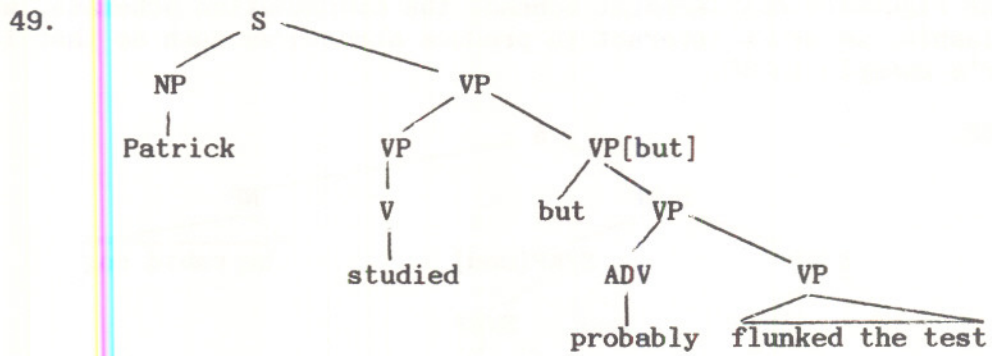 49. S
NP VP
Patrick VP VP[but]
V but VP
studied ADV VP
probably flunked the test